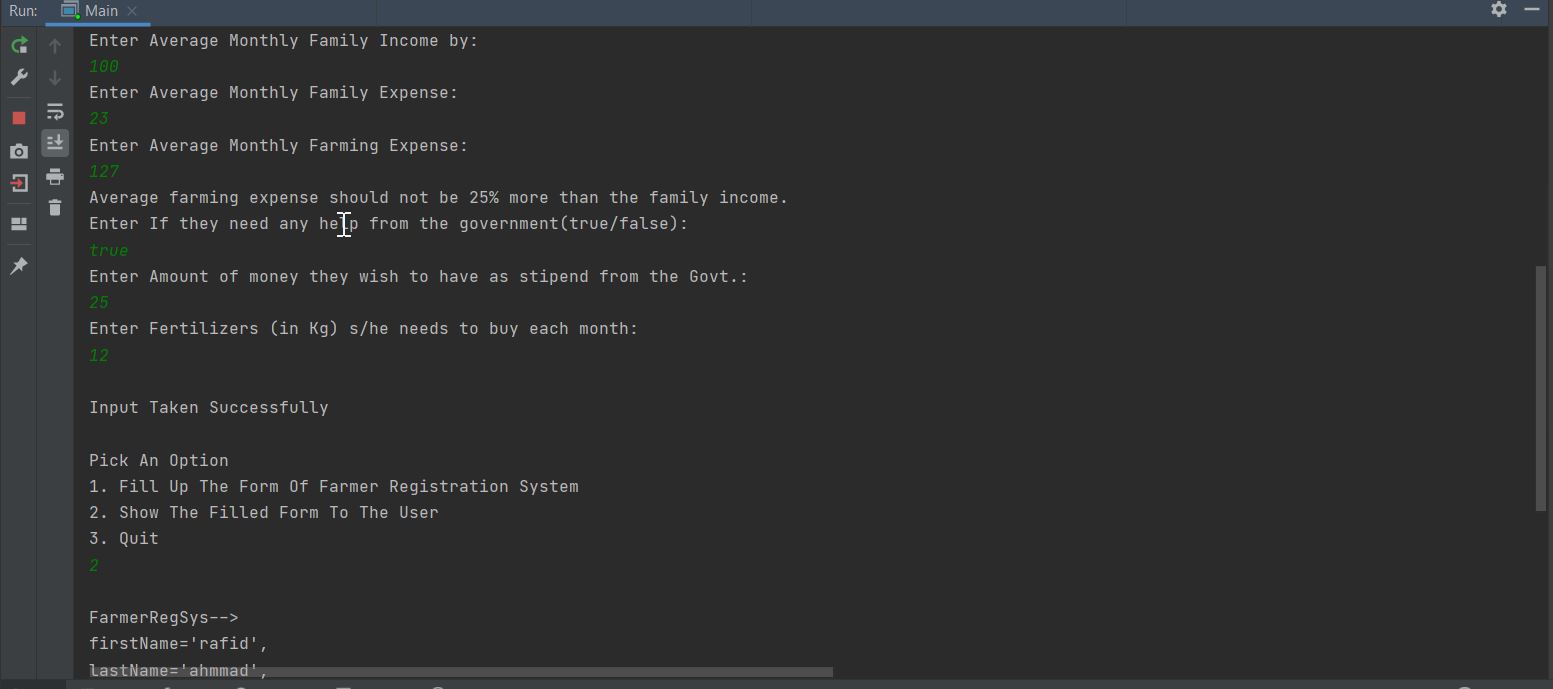 Run: Main
Enter Average Monthly Family Income by:
100
Enter Average Monthly Family Expense:
23
Enter Average Monthly Farming Expense:
127
Average farming expense should not be 25% more than the family income.
Enter If they need any help from the government(true/false):
true
Enter Amount of money they wish to have as stipend from the Govt.:
25
Enter Fertilizers (in Kg) s/he needs to buy each month:
12
Input Taken Successfully
Pick An Option
1. Fill Up The Form Of Farmer Registration System
2. Show The Filled Form To The User
3. Quit
2
FarmerRegSys-->
firstName='rafid',
lastName='ahmmad',